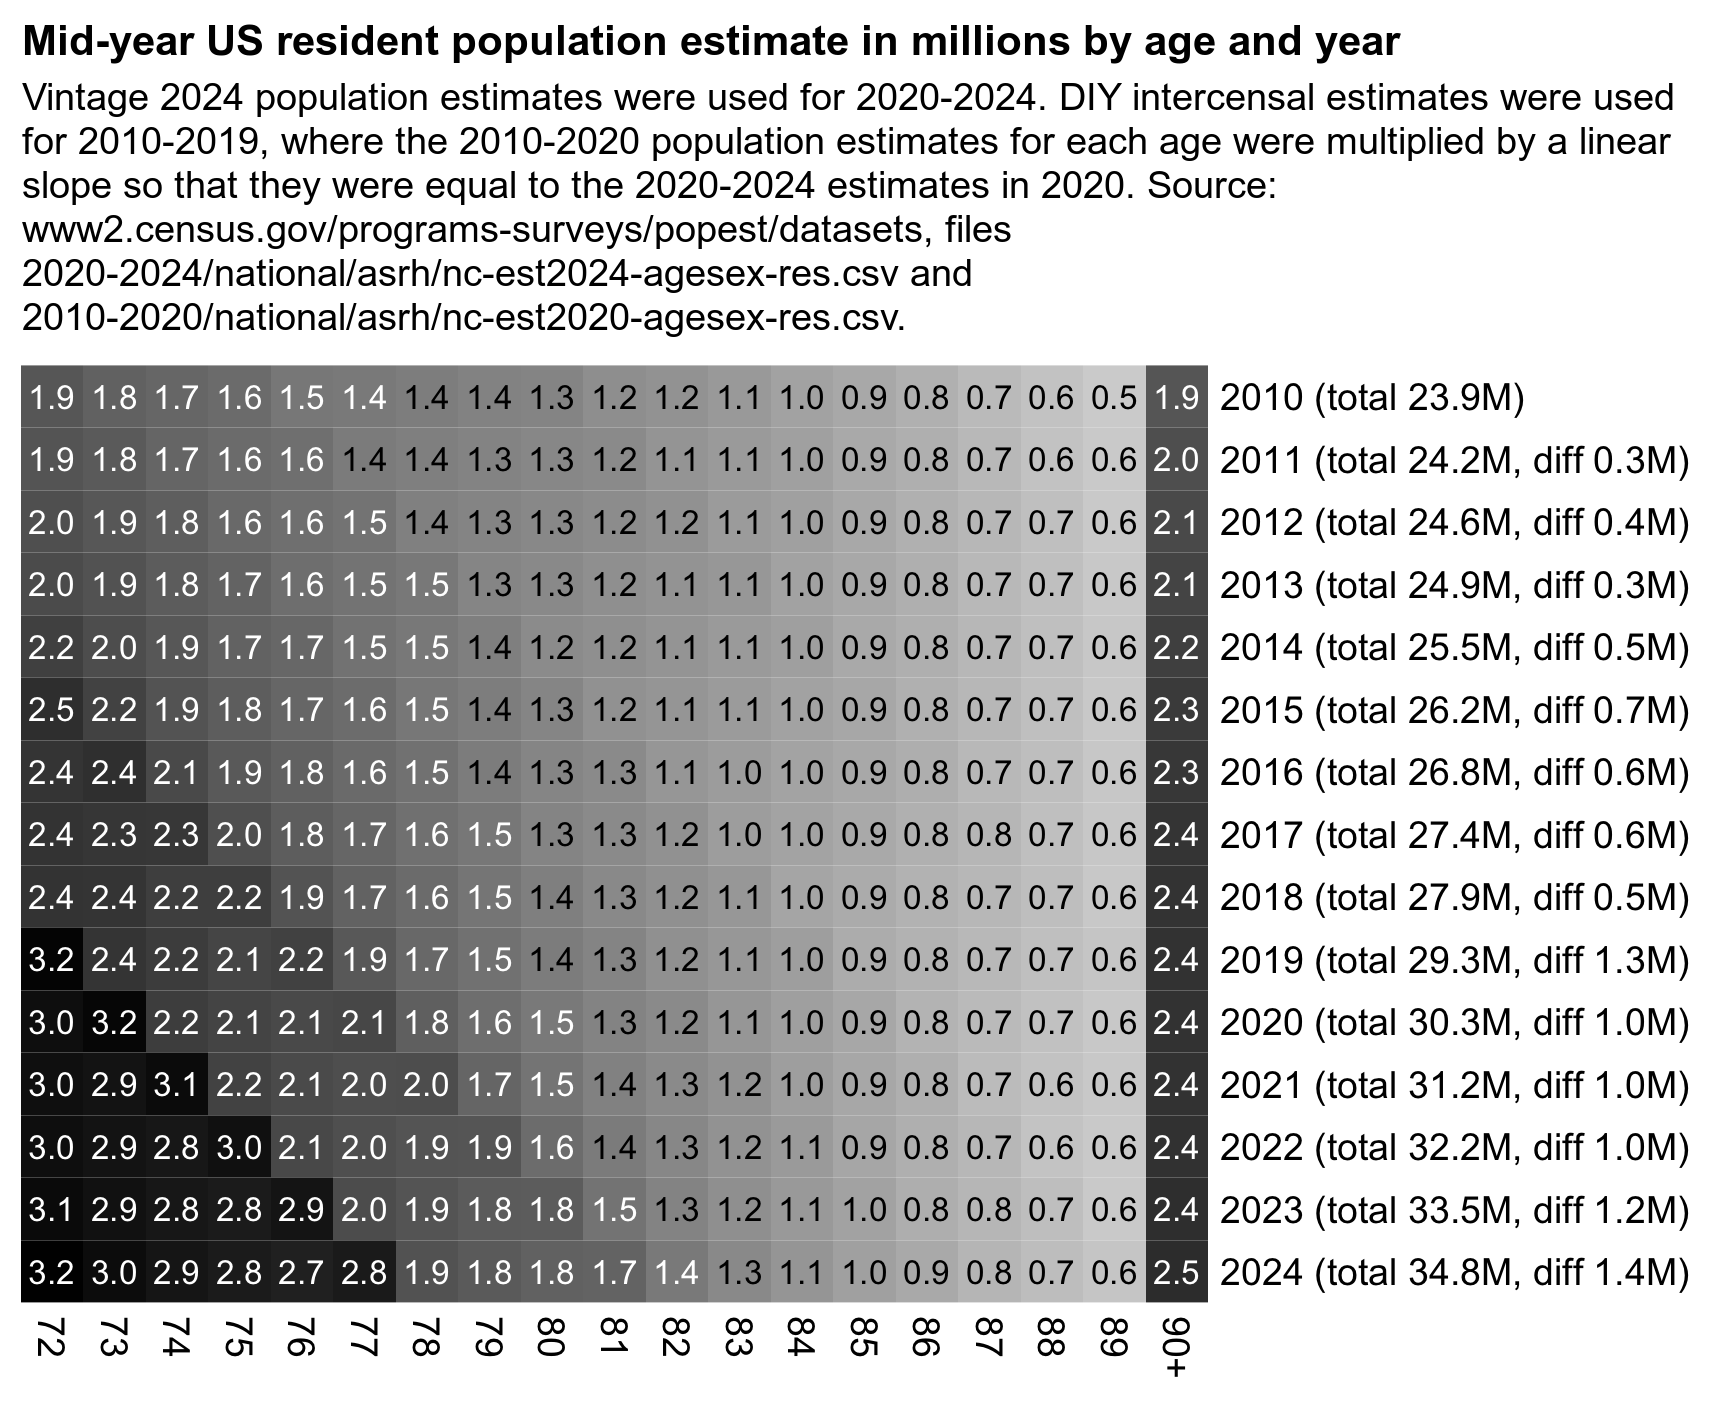 Mid-year US resident population estimate in millions by age and year
Vintage 2024 population estimates were used for 2020-2024. DIY intercensal estimates were used
for 2010-2019, where the 2010-2020 population estimates for each age were multiplied by a linear
slope so that they were equal to the 2020-2024 estimates in 2020. Source:
www2.census.gov/programs-surveys/popest/datasets, files
2020-2024/national/asrh/nc-est2024-agesex-res.csv and
2010-2020/national/asrh/nc-est2020-agesex-res.csv.
1.9 1.8 1.7 1.6 1.5 1.4 1.4 1.4 1.3 1.2 1.2 1.1 1.0 0.9 0.8 0.7 0.6 0.5 1.9 2010 (total 23.9M)
1.9 1.8 1.7 1.6 1.6 1.4 1.4 1.3 1.3 1.2 1.1 1.1 1.0 0.9 0.8 0.7 0.6 0.6 2.0 2011 (total 24.2M, diff 0.3M)
2.0 1.9 1.8 1.6 1.6 1.5 1.4 1.3 1.3 1.2 1.2 1.1 1.0 0.9 0.8 0.7 0.7 0.6 2.1 2012 (total 24.6M, diff 0.4M)
2.0 1.9 1.8 1.7 1.6 1.5 1.5 1.3 1.3 1.2 1.1 1.1 1.0 0.9 0.8 0.7 0.7 0.6 2.1 2013 (total 24.9M, diff 0.3M)
2.2 2.0 1.9 1.7 1.7 1.5 1.5 1.4 1.2 1.2 1.1 1.1 1.0 0.9 0.8 0.7 0.7 0.6 2.2 2014 (total 25.5M, diff 0.5M)
2.5 2.2 1.9 1.8 1.7 1.6 1.5 1.4 1.3 1.2 1.1 1.1 1.0 0.9 0.8 0.7 0.7 0.6 2.3 2015 (total 26.2M, diff 0.7M)
2.4 2.4 2.1 1.9 1.8 1.6 1.5 1.4 1.3 1.3 1.1 1.0 1.0 0.9 0.8 0.7 0.7 0.6 2.3 2016 (total 26.8M, diff 0.6M)
2.4 2.3 2.3 2.0 1.8 1.7 1.6 1.5 1.3 1.3 1.2 1.0 1.0 0.9 0.8 0.8 0.7 0.6 2.4 2017 (total 27.4M, diff 0.6M)
2.4 2.4 2.2 2.2 1.9 1.7 1.6 1.5 1.4 1.3 1.2 1.1 1.0 0.9 0.8 0.7 0.7 0.6 2.4 2018 (total 27.9M, diff 0.5M)
3.2 2.4 2.2 2.1 2.2 1.9 1.7 1.5 1.4 1.3 1.2 1.1 1.0 0.9 0.8 0.7 0.7 0.6 2.4 2019 (total 29.3M, diff 1.3M)
3.0 3.2 2.2 2.1 2.1 2.1 1.8 1.6 1.5 1.3 1.2 1.1 1.0 0.9 0.8 0.7 0.7 0.6 2.4 2020 (total 30.3M, diff 1.0M)
3.0 2.9 3.1 2.2 2.1 2.0 2.0 1.7 1.5 1.4 1.3 1.2 1.0 0.9 0.8 0.7 0.6 0.6 2.4 2021 (total 31.2M, diff 1.0M)
3.0 2.9 2.8 3.0 2.1 2.0 1.9 1.9 1.6 1.4 1.3 1.2 1.1 0.9 0.8 0.7 0.6 0.6 2.4 2022 (total 32.2M, diff 1.0M)
3.1 2.9 2.8 2.8 2.9 2.0 1.9 1.8 1.8 1.5 1.3 1.2 1.1 1.0 0.8 0.8 0.7 0.6 2.4 2023 (total 33.5M, diff 1.2M)
3.2 3.0 2.9 2.8 2.7 2.8 1.9 1.8 1.8 1.7 1.4 1.3 1.1 1.0 0.9 0.8 0.7 0.6 2.5 2024 (total 34.8M, diff 1.4M)
72 73 74 75 76 77 78 79 80 81 82 83 84 85 86 87 88 89 90+